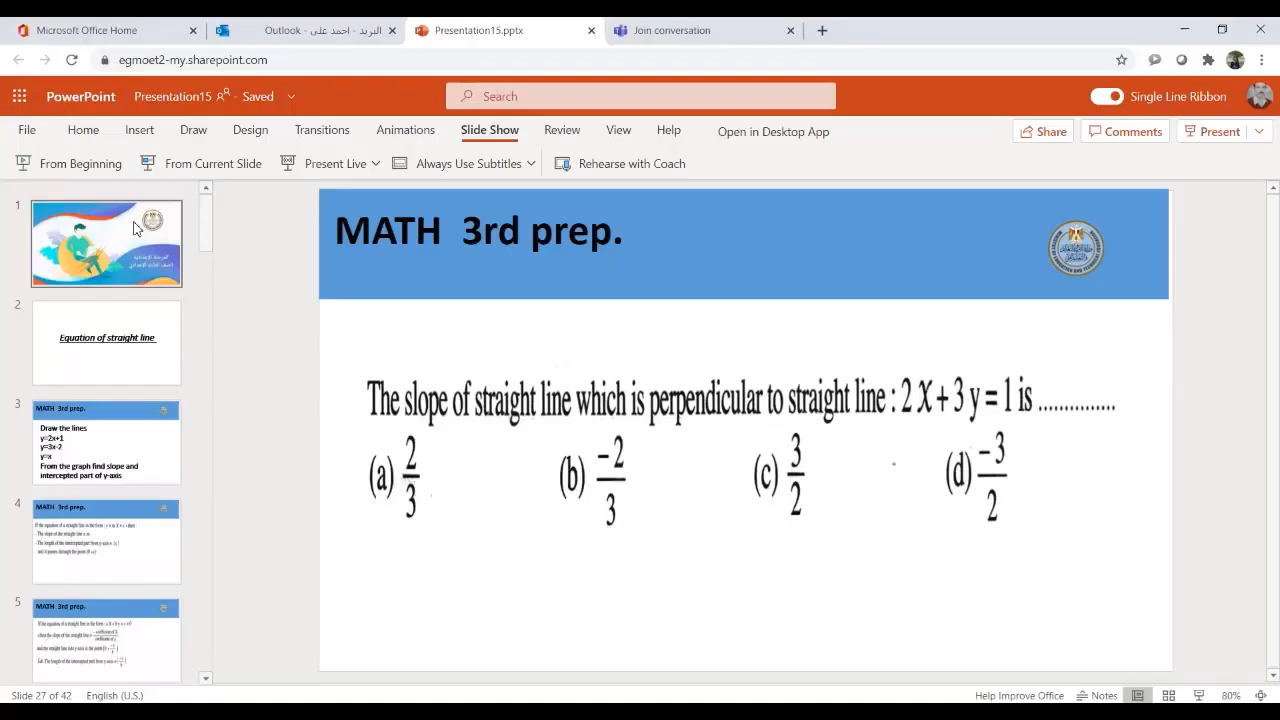 Microsoft Office Home
البريد - احمد على - Outlook
Presentation15.pptx
Join conversation
egmoet2-my.sharepoint.com
PowerPoint Presentation15 - Saved
Search
Single Line Ribbon
File Home Insert Draw Design Transitions Animations Slide Show Review View Help Open in Desktop App
Share Comments Present
From Beginning From Current Slide Present Live Always Use Subtitles Rehearse with Coach
1
2
Equation of straight line
3
MATH 3rd prep.
Draw the lines
y=2x+1
y=3x-2
y=x
From the graph find slope and
intercepted part of y-axis
4
MATH 3rd prep.
5
MATH 3rd prep.
MATH 3rd prep.
The slope of straight line which is perpendicular to straight line : 2 X + 3 y = 1 is ...............
(a) 2/3 (b) -2/3 (c) 3/2 (d) -3/2
Slide 27 of 42 English (U.S.)
Help Improve Office Notes 80%